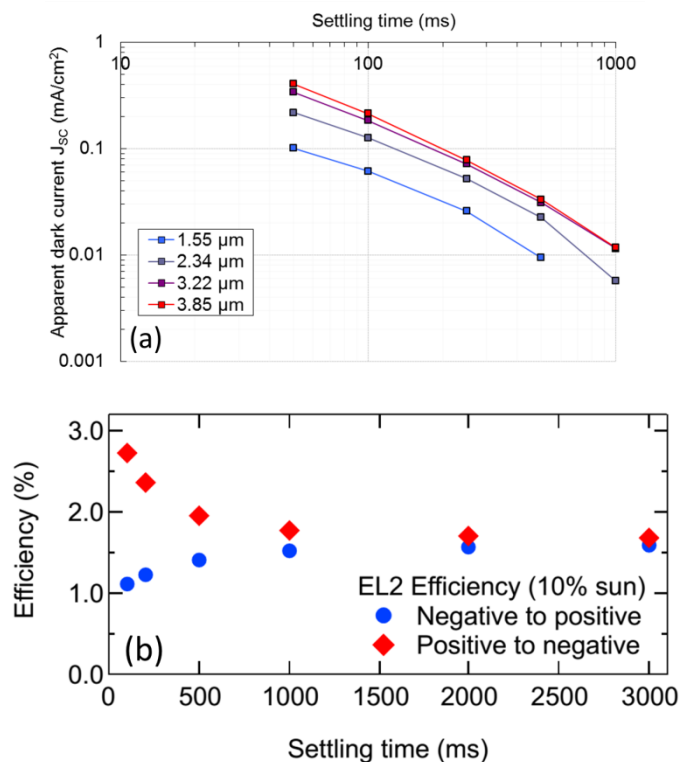 Settling time (ms)
10 100 1000
Apparent dark current JSC (mA/cm²)
1
0.1
0.01
0.001
1.55 µm
2.34 µm
3.22 µm
3.85 µm
(a)
Efficiency (%)
3.0
2.0
1.0
0.0
EL2 Efficiency (10% sun)
Negative to positive
Positive to negative
(b)
0 500 1000 1500 2000 2500 3000
Settling time (ms)